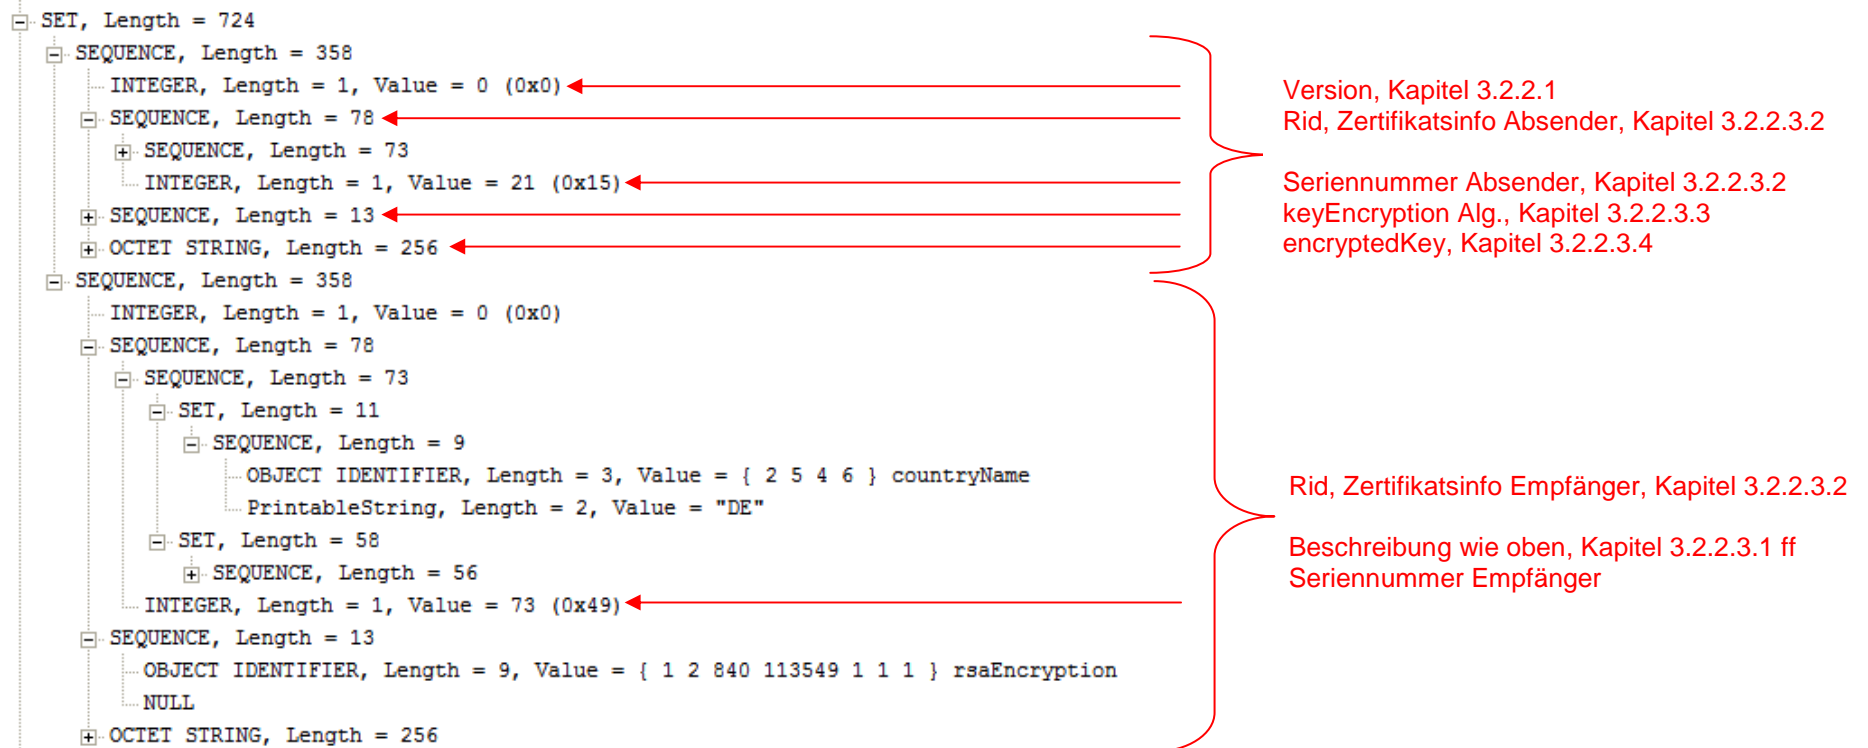 SET, Length = 724
SEQUENCE, Length = 358
INTEGER, Length = 1, Value = 0 (0x0)
SEQUENCE, Length = 78
SEQUENCE, Length = 73
INTEGER, Length = 1, Value = 21 (0x15)
SEQUENCE, Length = 13
OCTET STRING, Length = 256
SEQUENCE, Length = 358
INTEGER, Length = 1, Value = 0 (0x0)
SEQUENCE, Length = 78
SEQUENCE, Length = 73
SET, Length = 11
SEQUENCE, Length = 9
OBJECT IDENTIFIER, Length = 3, Value = { 2 5 4 6 } countryName
PrintableString, Length = 2, Value = "DE"
SET, Length = 58
SEQUENCE, Length = 56
INTEGER, Length = 1, Value = 73 (0x49)
SEQUENCE, Length = 13
OBJECT IDENTIFIER, Length = 9, Value = { 1 2 840 113549 1 1 1 } rsaEncryption
NULL
OCTET STRING, Length = 256
Version, Kapitel 3.2.2.1
Rid, Zertifikatsinfo Absender, Kapitel 3.2.2.3.2
Seriennummer Absender, Kapitel 3.2.2.3.2
keyEncryption Alg., Kapitel 3.2.2.3.3
encryptedKey, Kapitel 3.2.2.3.4
Rid, Zertifikatsinfo Empfänger, Kapitel 3.2.2.3.2
Beschreibung wie oben, Kapitel 3.2.2.3.1 ff
Seriennummer Empfänger